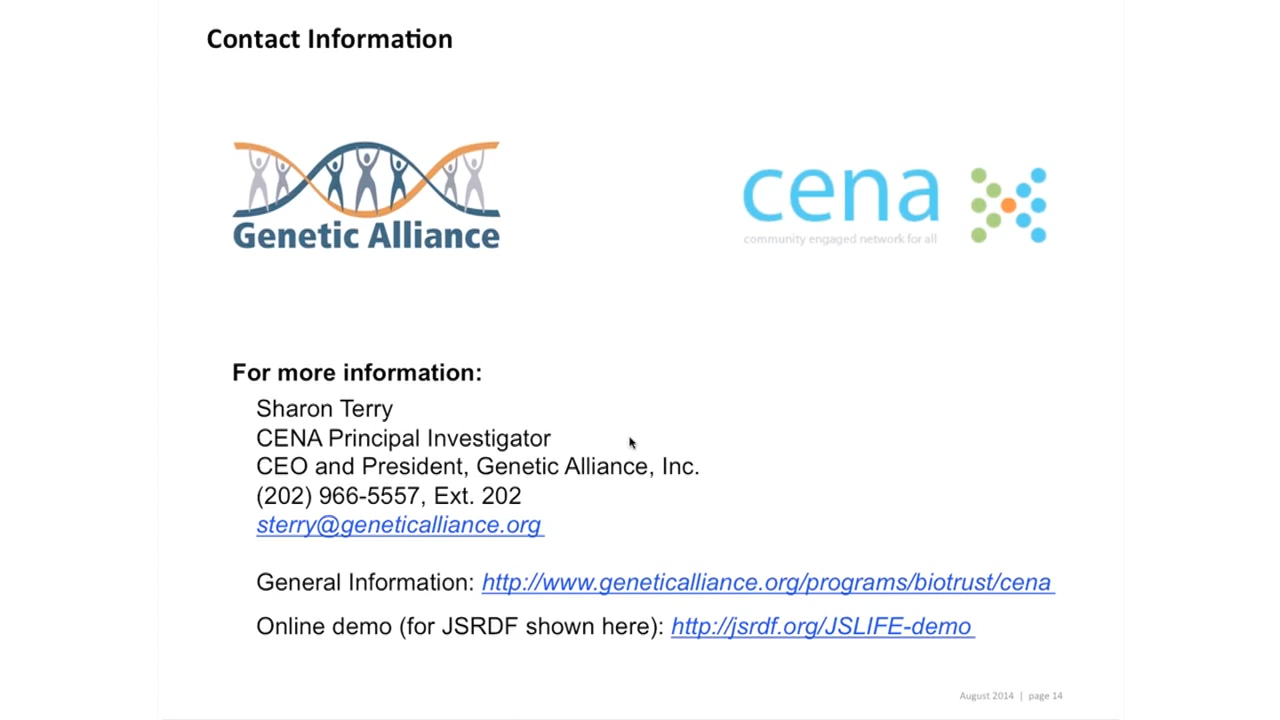 Contact Information
Genetic Alliance
cena
community engaged network for all
For more information:
Sharon Terry
CENA Principal Investigator
CEO and President, Genetic Alliance, Inc.
(202) 966-5557, Ext. 202
sterry@geneticalliance.org
General Information: http://www.geneticalliance.org/programs/biotrust/cena
Online demo (for JSRDF shown here): http://jsrdf.org/JSLIFE-demo
August 2014 | page 14